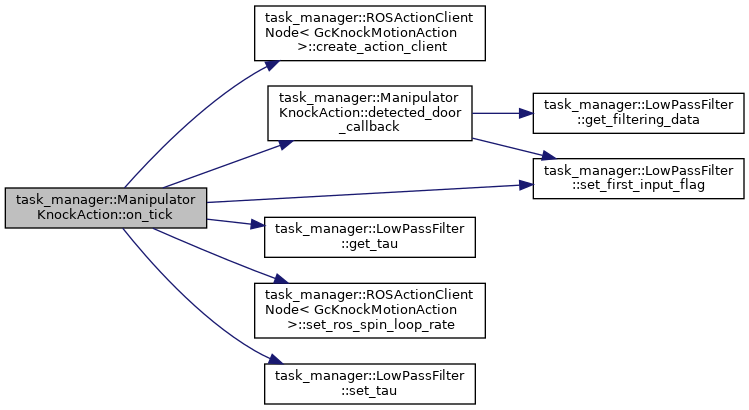 task_manager::ROSActionClient
Node< GcKnockMotionAction
>::create_action_client
task_manager::Manipulator
KnockAction::detected_door
_callback
task_manager::LowPassFilter
::get_filtering_data
task_manager::LowPassFilter
::set_first_input_flag
task_manager::Manipulator
KnockAction::on_tick
task_manager::LowPassFilter
::get_tau
task_manager::ROSActionClient
Node< GcKnockMotionAction
>::set_ros_spin_loop_rate
task_manager::LowPassFilter
::set_tau